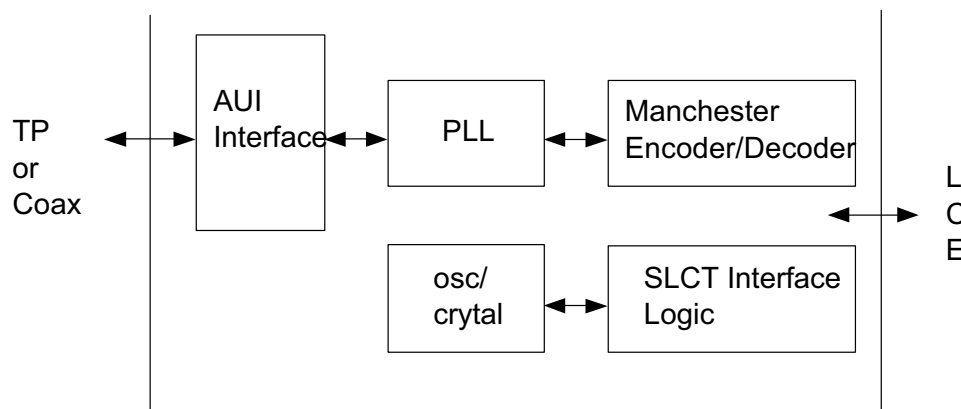 TP
or
Coax
AUI
Interface
PLL
Manchester
Encoder/Decoder
osc/
crytal
SLCT Interface
Logic
L
C
E